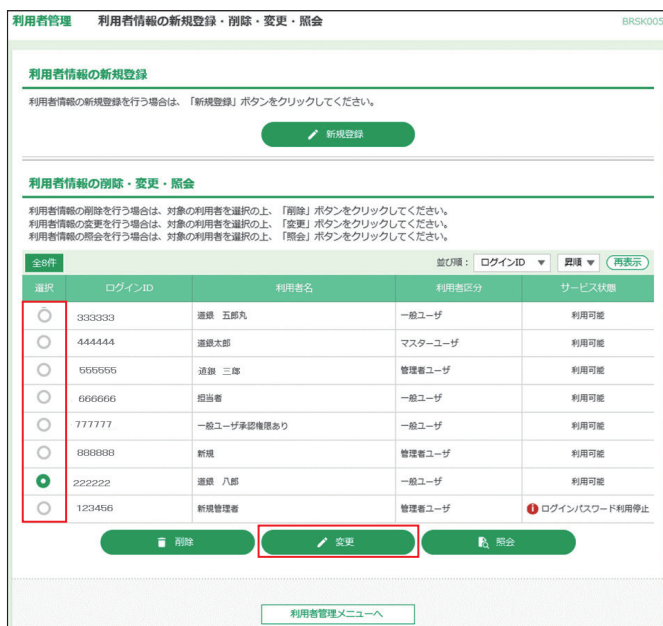 利用者管理 利用者情報の新規登録・削除・変更・照会 BRSK005
利用者情報の新規登録
利用者情報の新規登録を行う場合は、「新規登録」ボタンをクリックしてください。
新規登録
利用者情報の削除・変更・照会
利用者情報の削除を行う場合は、対象の利用者を選択の上、「削除」ボタンをクリックしてください。
利用者情報の変更を行う場合は、対象の利用者を選択の上、「変更」ボタンをクリックしてください。
利用者情報の照会を行う場合は、対象の利用者を選択の上、「照会」ボタンをクリックしてください。
全8件 並び順： ログインID ▼ 昇順 ▼ 再表示
選択 ログインID 利用者名 利用者区分 サービス状態
333333 道銀 五郎丸 一般ユーザ 利用可能
444444 道銀太郎 マスターユーザ 利用可能
555555 道銀 三郎 管理者ユーザ 利用可能
666666 担当者 一般ユーザ 利用可能
777777 一般ユーザ承認権限あり 一般ユーザ 利用可能
888888 新規 管理者ユーザ 利用可能
222222 道銀 八郎 一般ユーザ 利用可能
123456 新規管理者 管理者ユーザ ログインパスワード利用停止
削除 変更 照会
利用者管理メニューへ